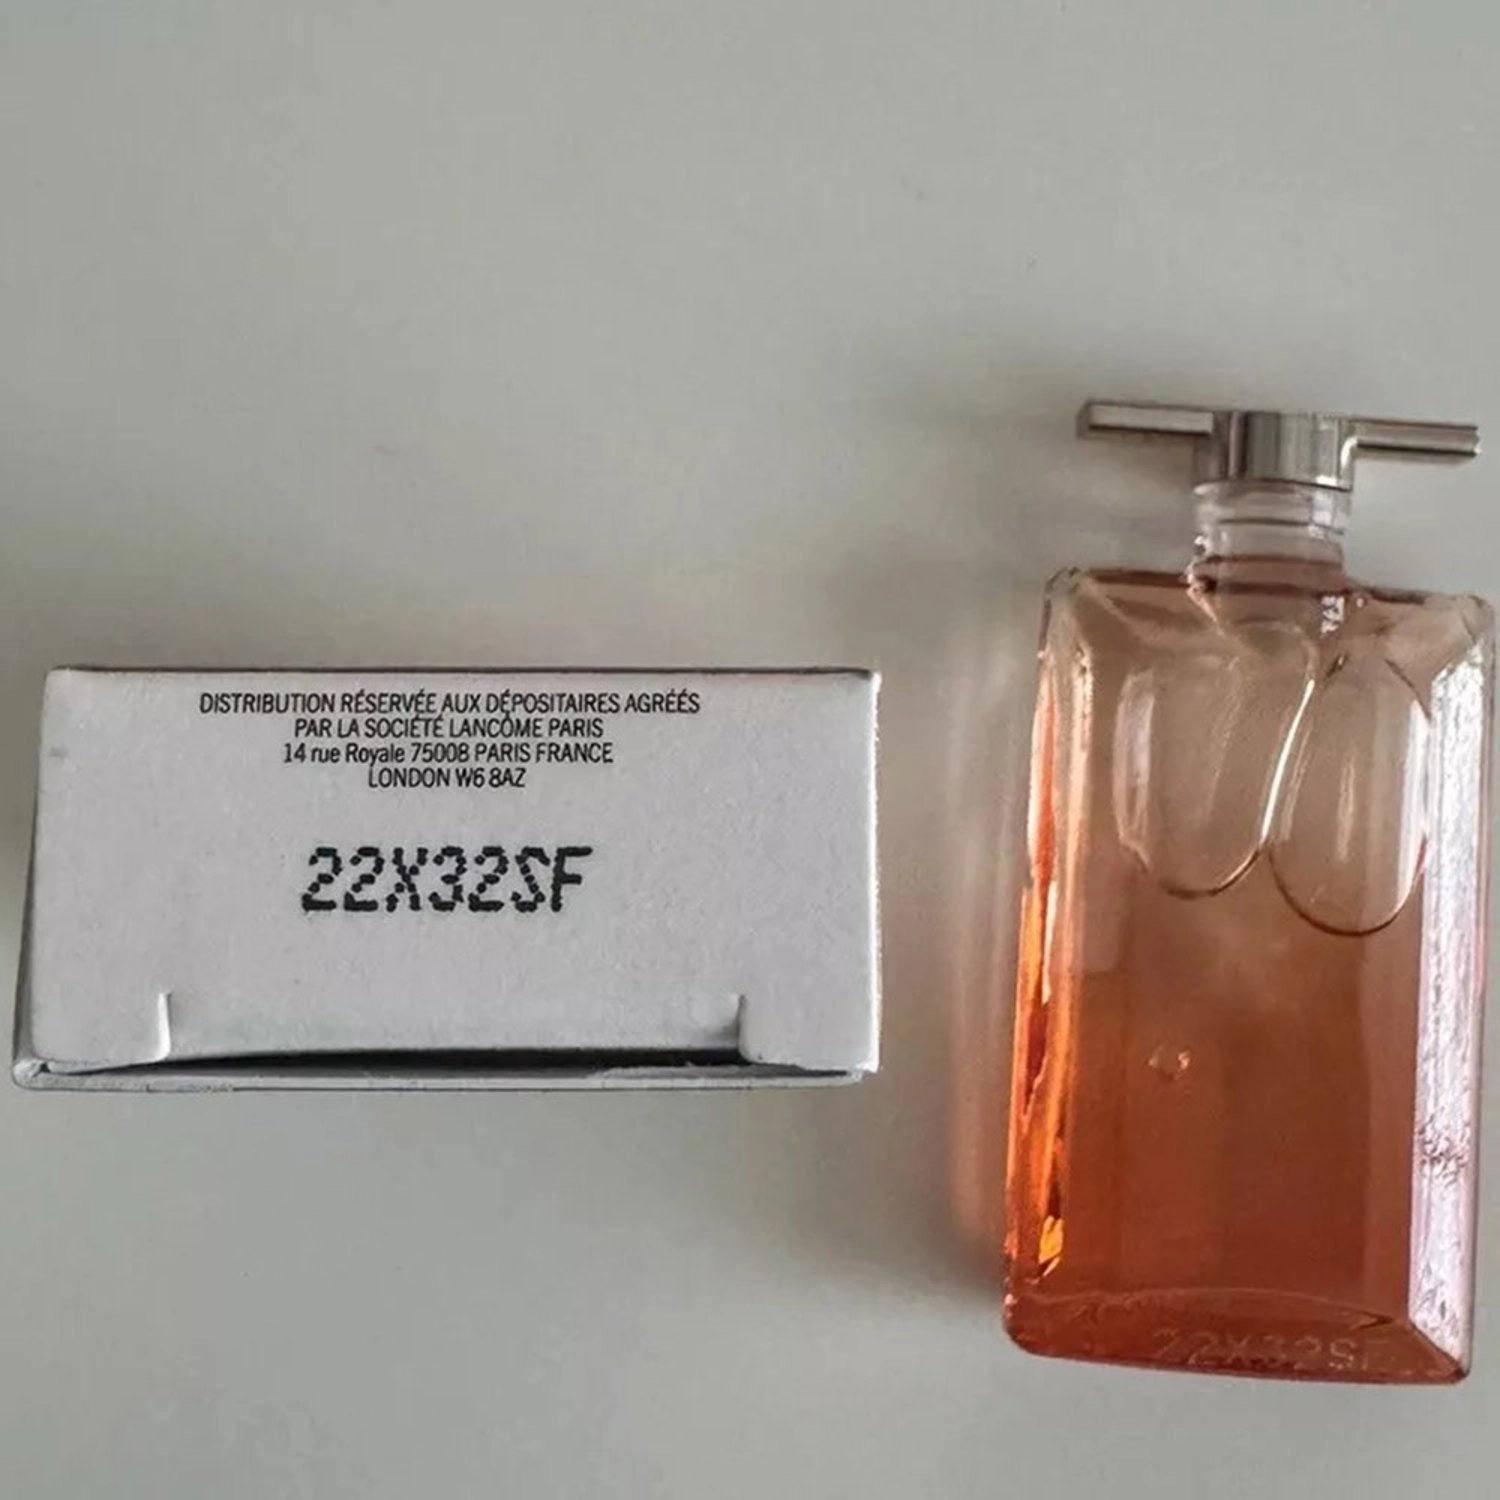 DISTRIBUTION RÉSERVÉE AUX DÉPOSITAIRES AGRÉÉS
PAR LA SOCIÉTÉ LANCÔME PARIS
14 rue Royale 75008 PARIS FRANCE
LONDON W6 8AZ
22X32SF
22X32SF